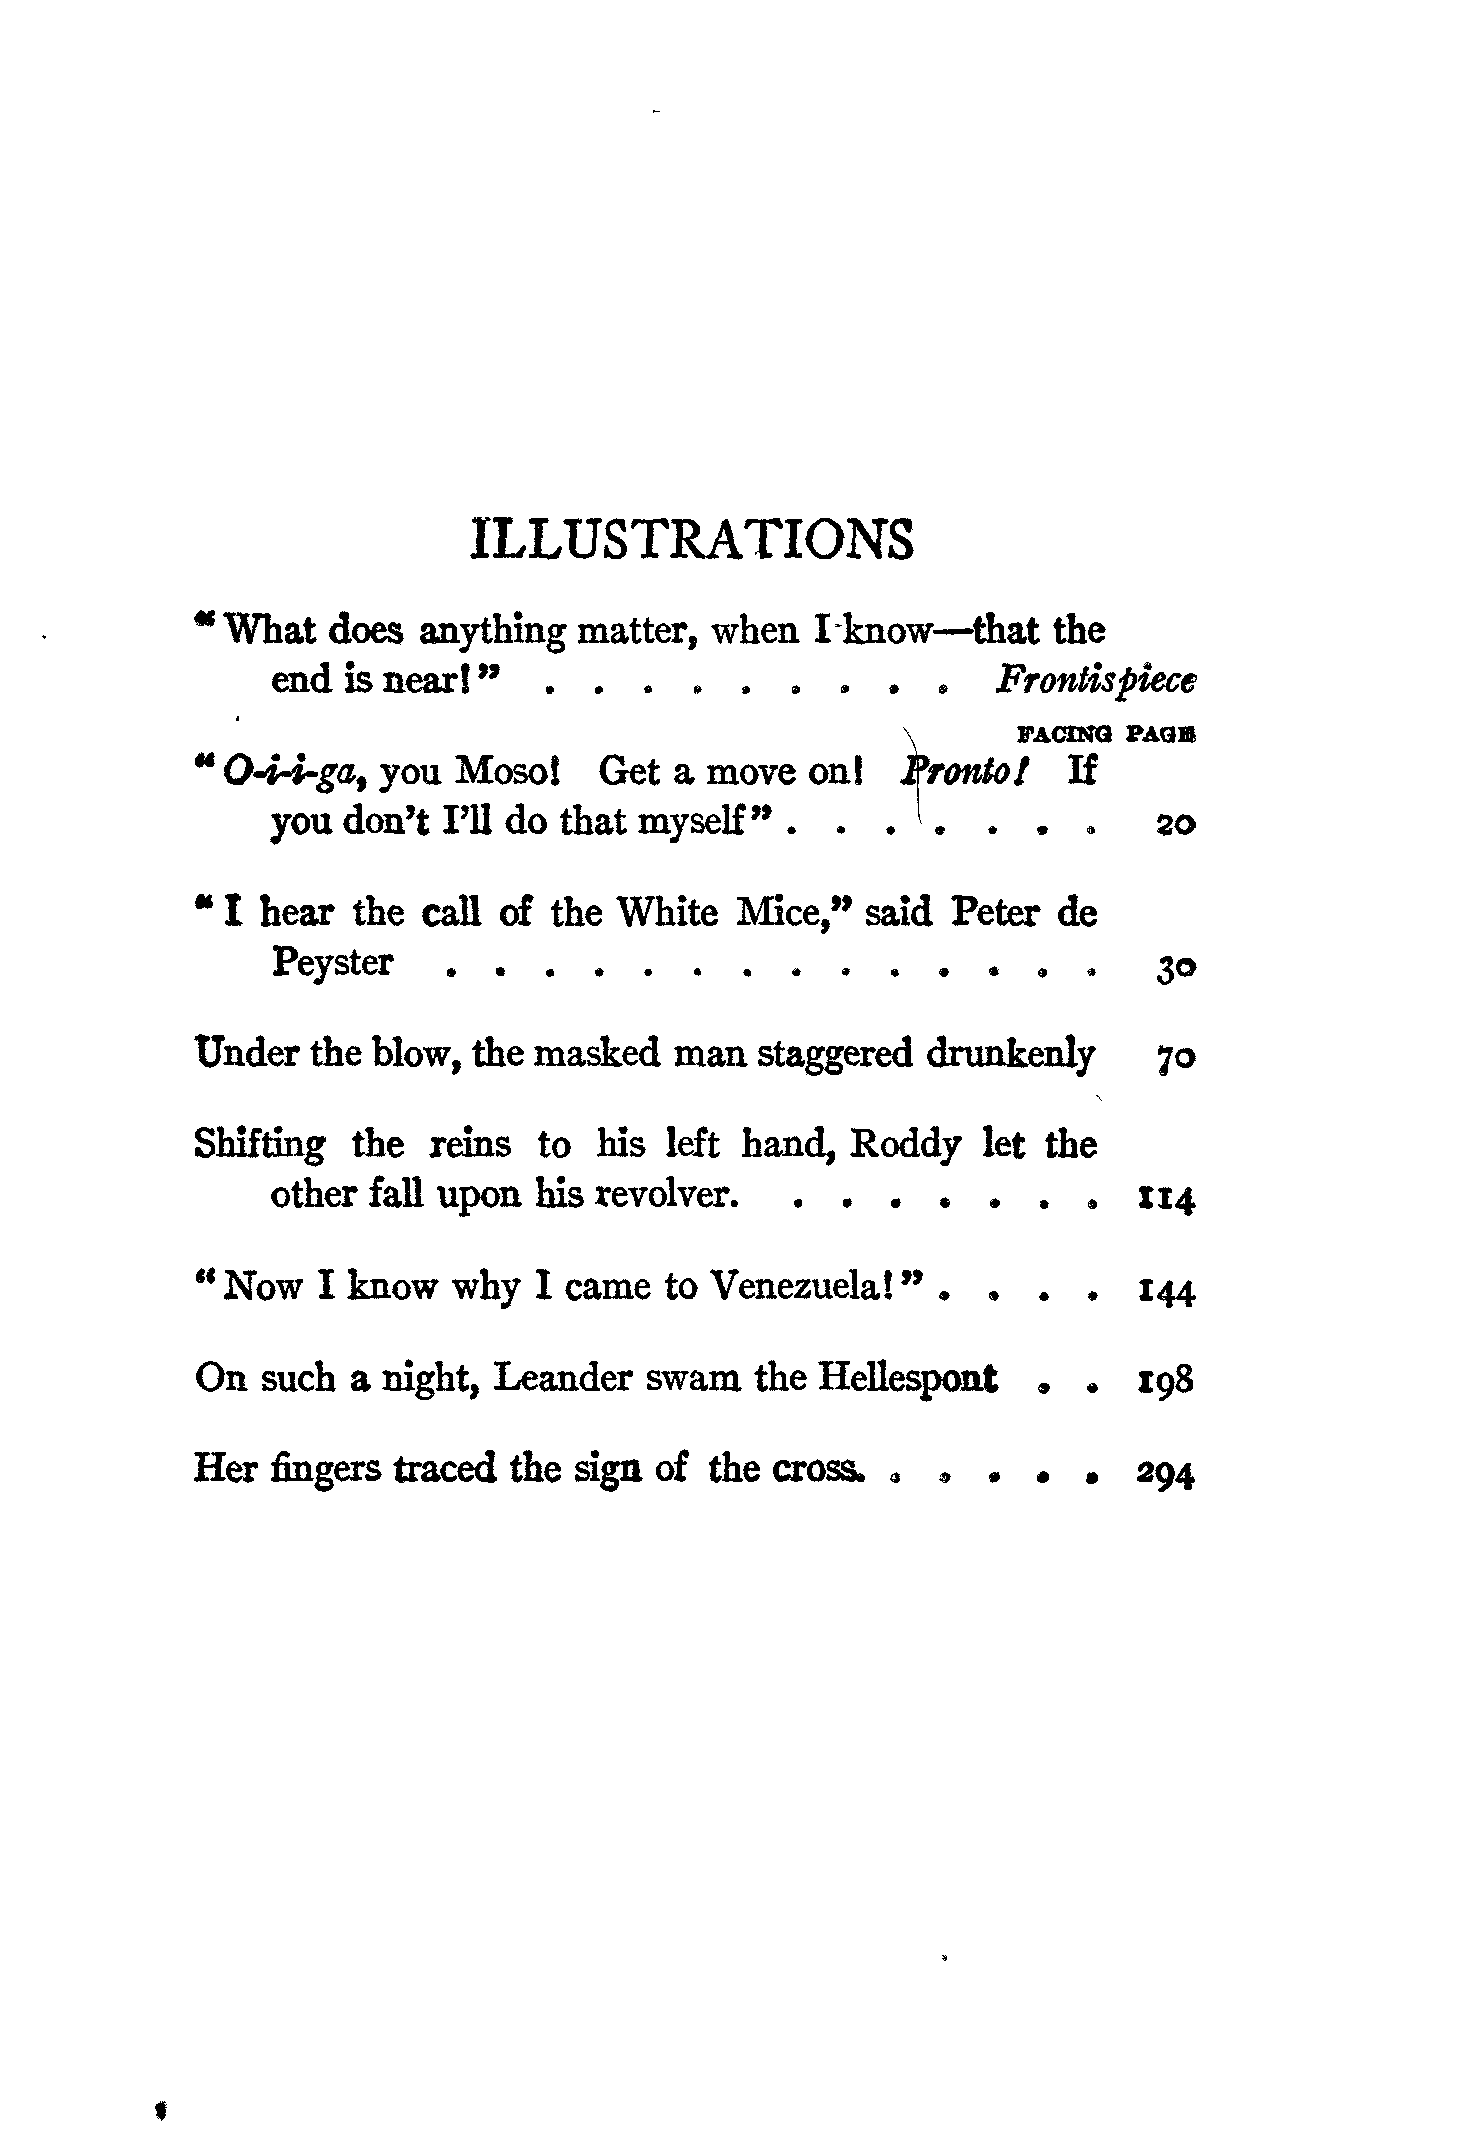 ILLUSTRATIONS
"What does anything matter, when I know—that the
end is near!" . . . . . . . . . Frontispiece
FACING PAGE
"O-i-i-ga, you Moso! Get a move on! Pronto! If
you don't I'll do that myself" . . . . . . . 20
"I hear the call of the White Mice," said Peter de
Peyster . . . . . . . . . . . . . . 30
Under the blow, the masked man staggered drunkenly 70
Shifting the reins to his left hand, Roddy let the
other fall upon his revolver. . . . . . . . 114
"Now I know why I came to Venezuela!" . . . . 144
On such a night, Leander swam the Hellespont . . 198
Her fingers traced the sign of the cross. . . . . . 294